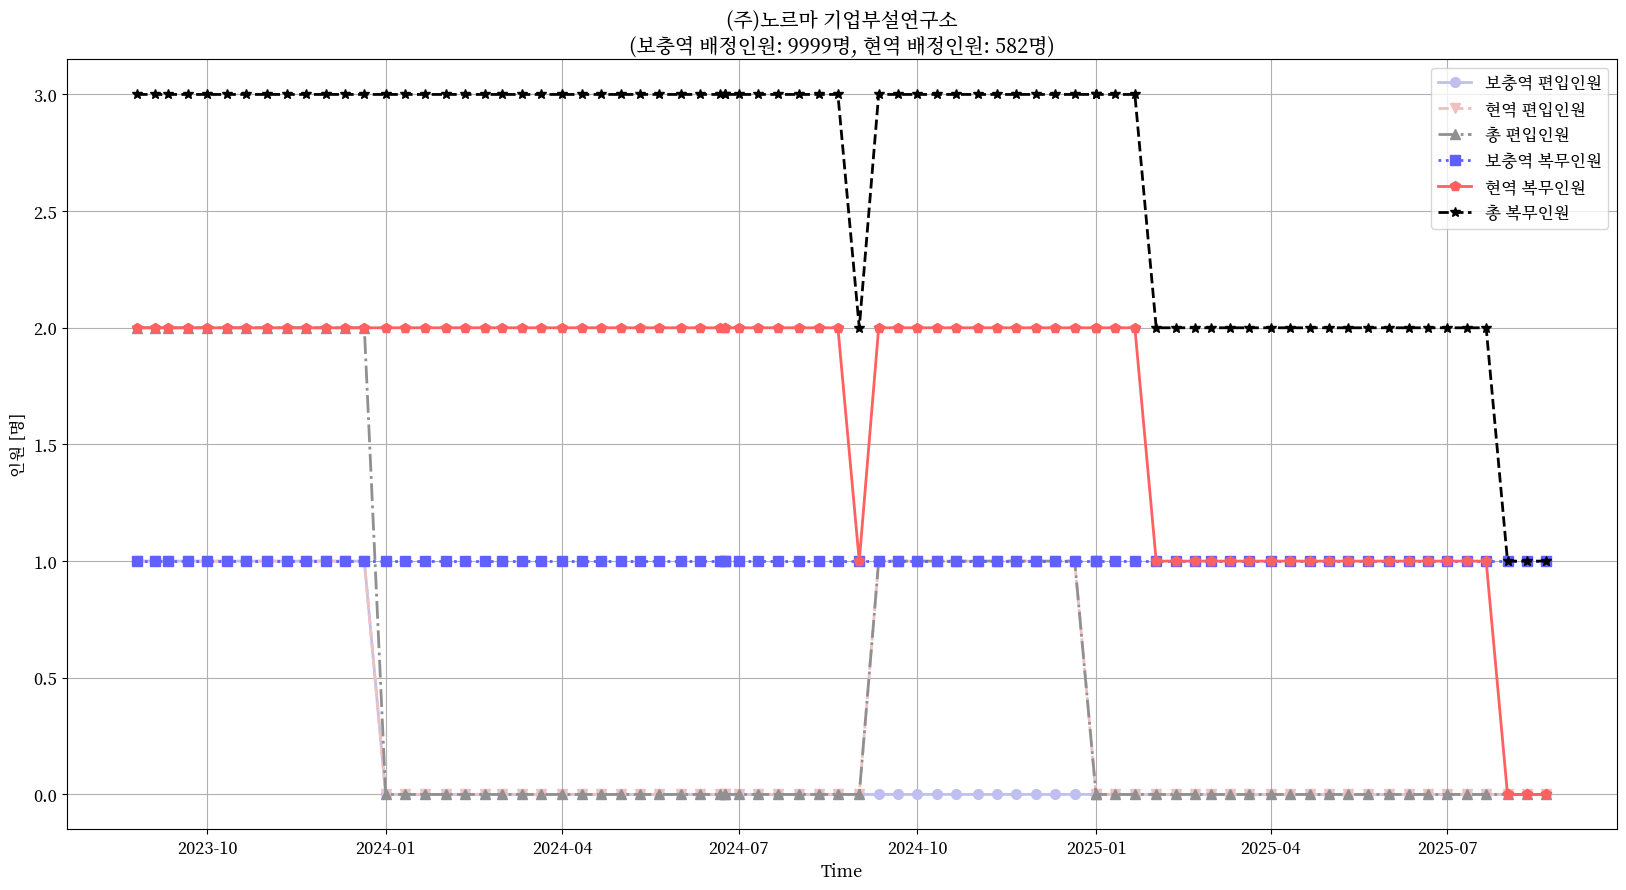 (주)노르마 기업부설연구소
(보충역 배정인원: 9999명, 현역 배정인원: 582명)
3.0
2.5
2.0
1.5
1.0
0.5
0.0
인원 [명]
보충역 편입인원
현역 편입인원
총 편입인원
보충역 복무인원
현역 복무인원
총 복무인원
2023-10
2024-01
2024-04
2024-07
2024-10
2025-01
2025-04
2025-07
Time